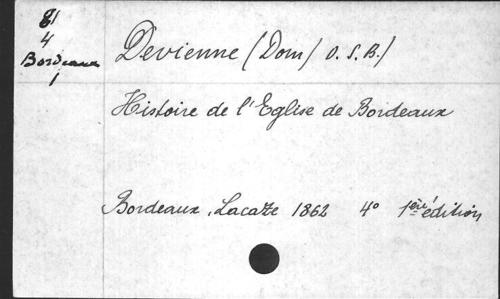 81
4
Bordeaux
1
Devienne (Dom) O.S.B.)
Histoire de l'Eglise de Bordeaux
Bordeaux, Lacaze 1862 4° 1ère édition